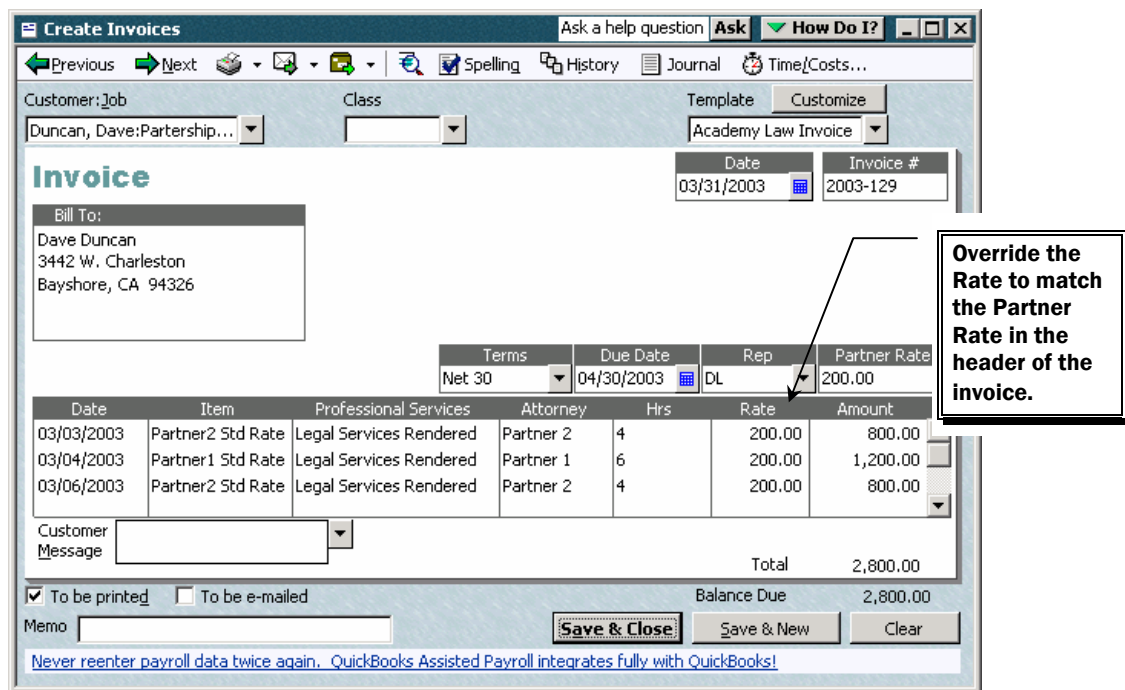 Create Invoices Ask a help question Ask How Do I?
Previous Next Spelling History Journal Time/Costs...
Customer:Job Class Template Customize
Duncan, Dave:Partership... Academy Law Invoice
Invoice
Date Invoice #
03/31/2003 2003-129
Bill To:
Dave Duncan
3442 W. Charleston
Bayshore, CA 94326
Override the
Rate to match
the Partner
Rate in the
header of the
invoice.
Terms Due Date Rep Partner Rate
Net 30 04/30/2003 DL 200.00
Date Item Professional Services Attorney Hrs Rate Amount
03/03/2003 Partner2 Std Rate Legal Services Rendered Partner 2 4 200.00 800.00
03/04/2003 Partner1 Std Rate Legal Services Rendered Partner 1 6 200.00 1,200.00
03/06/2003 Partner2 Std Rate Legal Services Rendered Partner 2 4 200.00 800.00
Customer
Message
Total 2,800.00
To be printed To be e-mailed Balance Due 2,800.00
Memo Save & Close Save & New Clear
Never reenter payroll data twice again. QuickBooks Assisted Payroll integrates fully with QuickBooks!